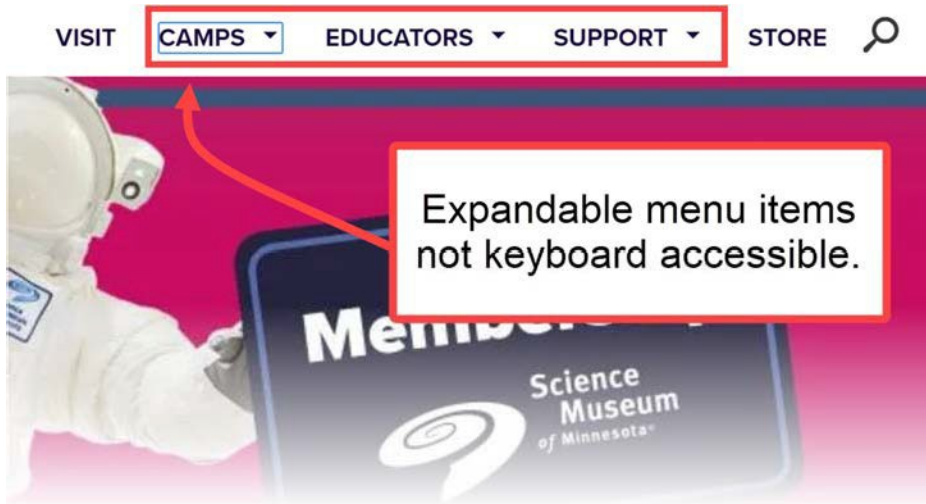 VISIT CAMPS EDUCATORS SUPPORT STORE
Expandable menu items
not keyboard accessible.
Science
Museum
of Minnesota